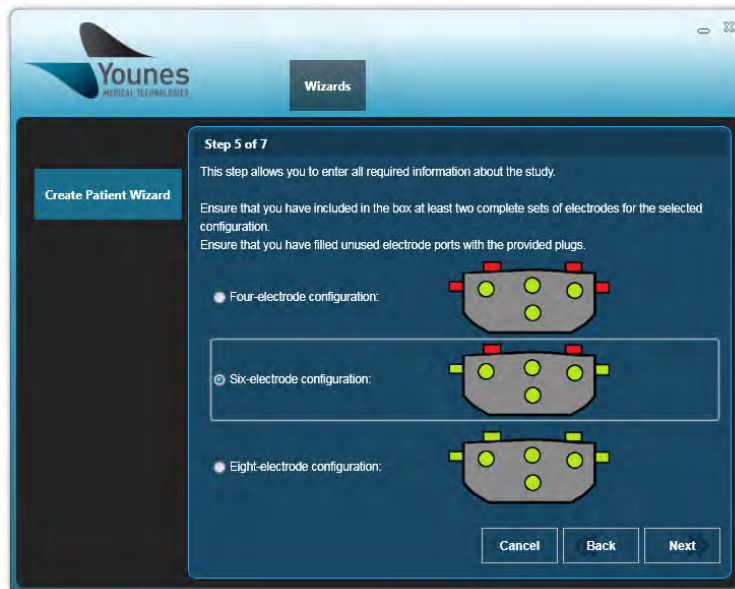 Younes
MEDICAL TECHNOLOGIES
Wizards
Create Patient Wizard
Step 5 of 7
This step allows you to enter all required information about the study.
Ensure that you have included in the box at least two complete sets of electrodes for the selected
configuration.
Ensure that you have filled unused electrode ports with the provided plugs.
Four-electrode configuration:
Six-electrode configuration:
Eight-electrode configuration:
Cancel
Back
Next